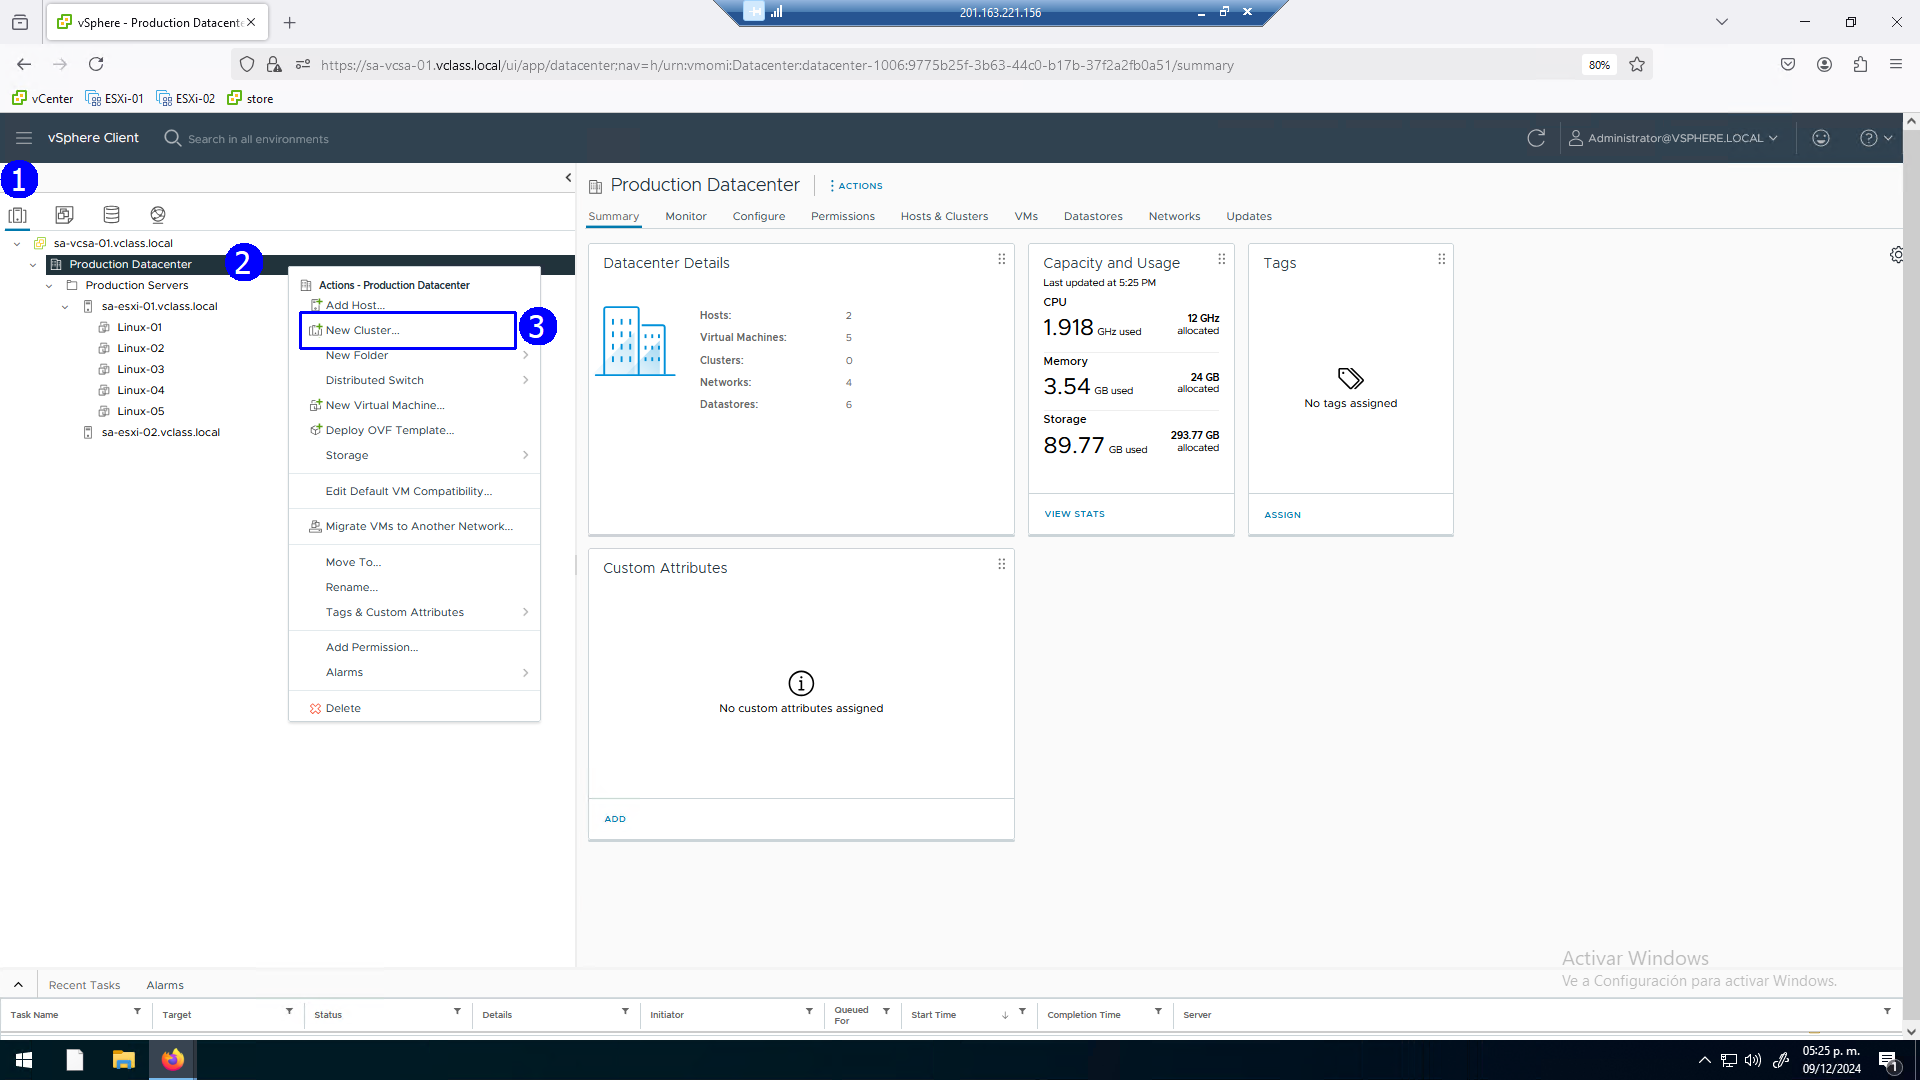 vSphere - Production Datacent
201.163.221.156
https://sa-vcsa-01.vclass.local/ui/app/datacenter;nav=h/urn:vmomi:Datacenter:datacenter-1006:9775b25f-3b63-44c0-b17b-37f2a2fb0a51/summary
80%
vCenter
ESXi-01
ESXi-02
store
vSphere Client
Search in all environments
Administrator@VSPHERE.LOCAL
1
Production Datacenter
ACTIONS
Summary
Monitor
Configure
Permissions
Hosts & Clusters
VMs
Datastores
Networks
Updates
sa-vcsa-01.vclass.local
Production Datacenter
2
Production Servers
sa-esxi-01.vclass.local
Linux-01
Linux-02
Linux-03
Linux-04
Linux-05
sa-esxi-02.vclass.local
Actions - Production Datacenter
Add Host...
New Cluster...
3
New Folder
Distributed Switch
New Virtual Machine...
Deploy OVF Template...
Storage
Edit Default VM Compatibility...
Migrate VMs to Another Network...
Move To...
Rename...
Tags & Custom Attributes
Add Permission...
Alarms
Delete
Datacenter Details
Hosts: 2
Virtual Machines: 5
Clusters: 0
Networks: 4
Datastores: 6
Capacity and Usage
Last updated at 5:25 PM
CPU
1.918 GHz used
12 GHz
allocated
Memory
3.54 GB used
24 GB
allocated
Storage
89.77 GB used
293.77 GB
allocated
VIEW STATS
Tags
No tags assigned
ASSIGN
Custom Attributes
No custom attributes assigned
ADD
Activar Windows
Ve a Configuración para activar Windows.
Recent Tasks
Alarms
Task Name
Target
Status
Details
Initiator
Queued
For
Start Time
Completion Time
Server
05:25 p. m.
09/12/2024
1